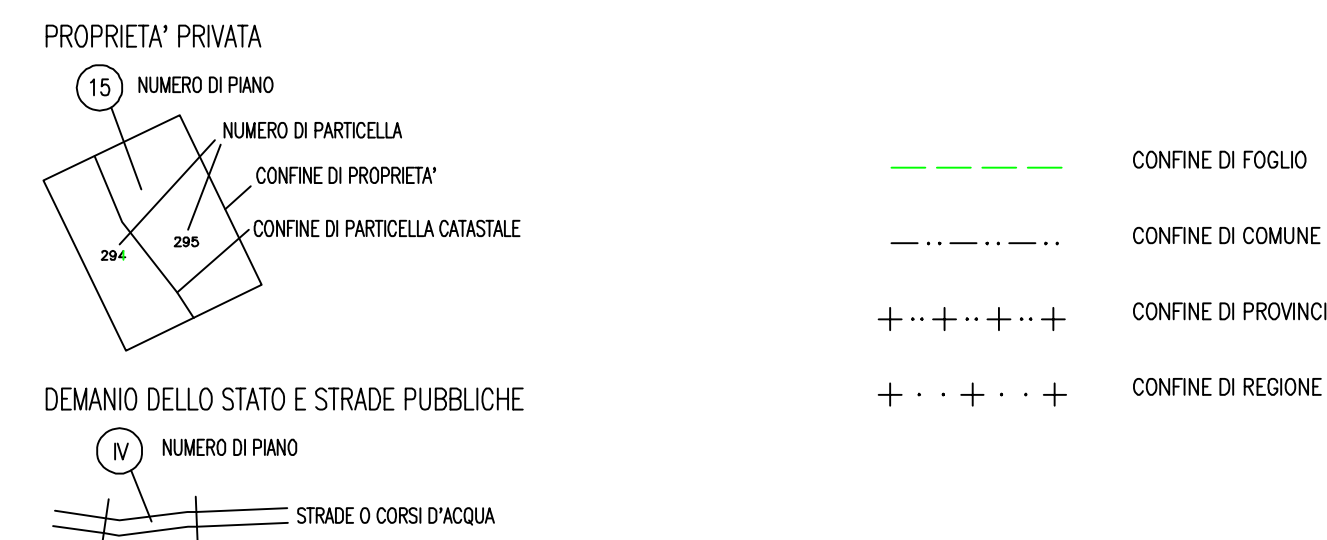 PROPRIETA' PRIVATA
15
NUMERO DI PIANO
NUMERO DI PARTICELLA
CONFINE DI PROPRIETA'
CONFINE DI PARTICELLA CATASTALE
294
295
DEMANIO DELLO STATO E STRADE PUBBLICHE
IV
NUMERO DI PIANO
STRADE O CORSI D'ACQUA
CONFINE DI FOGLIO
CONFINE DI COMUNE
CONFINE DI PROVINCI
CONFINE DI REGIONE